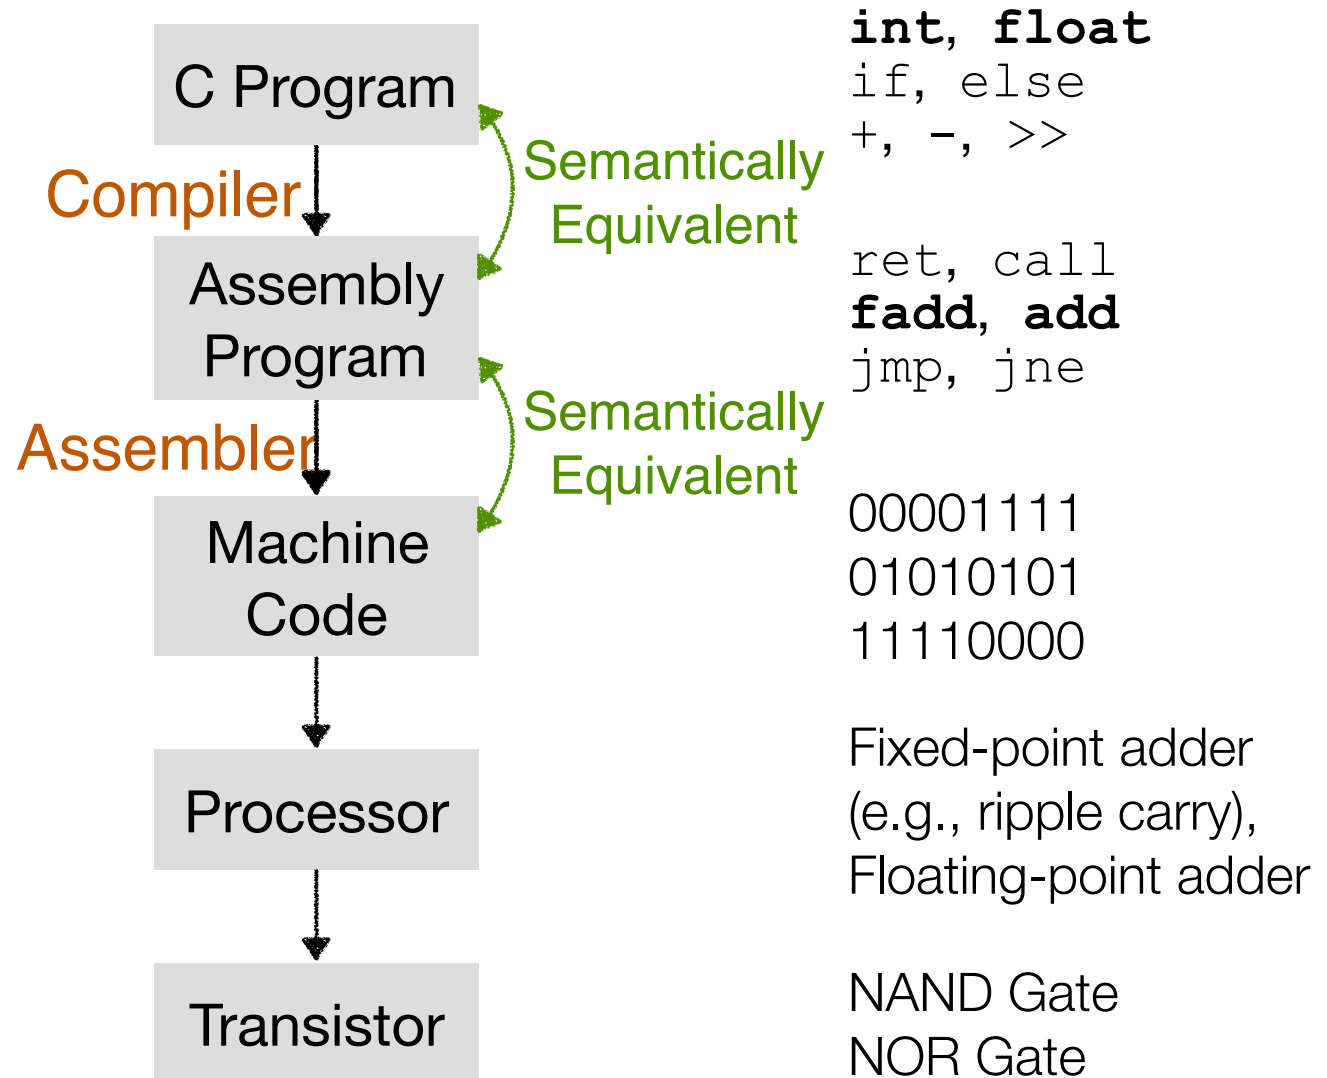 C Program
int, float
if, else
+, -, >>
Compiler
Semantically
Equivalent
Assembly
Program
ret, call
fadd, add
jmp, jne
Assembler
Semantically
Equivalent
Machine
Code
00001111
01010101
11110000
Processor
Fixed-point adder
(e.g., ripple carry),
Floating-point adder
Transistor
NAND Gate
NOR Gate